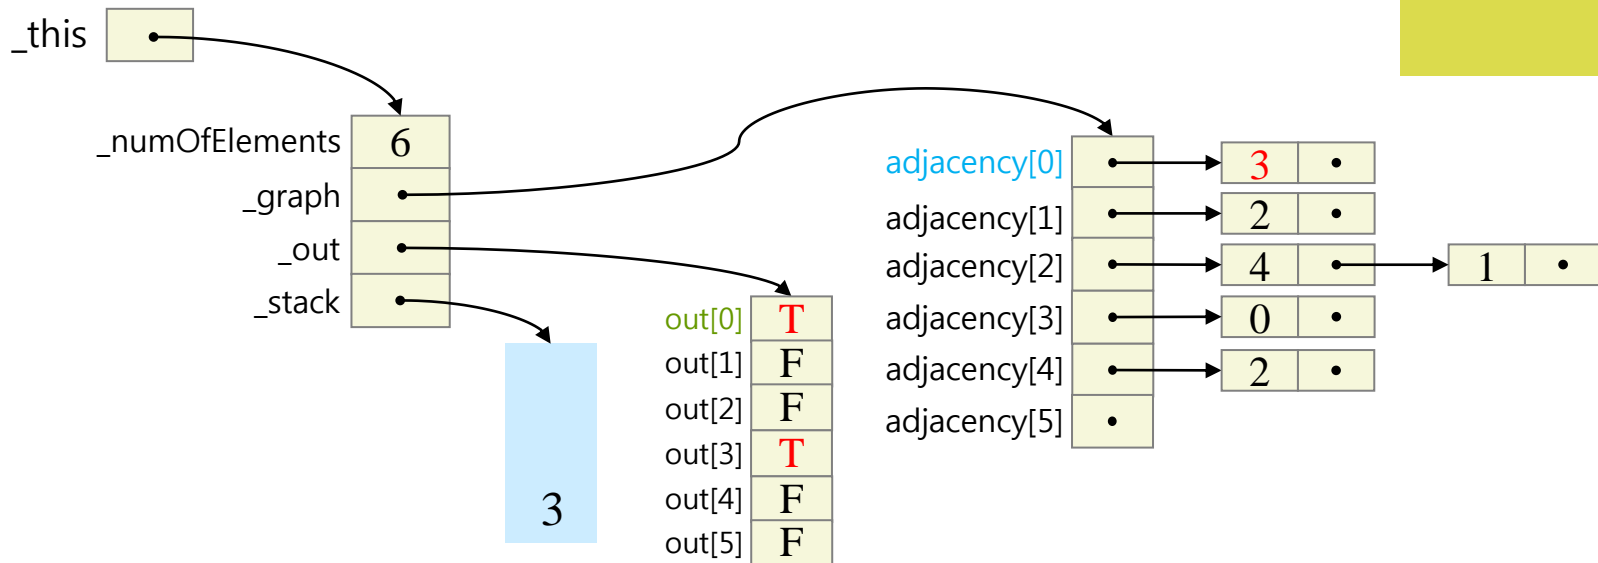 _this
_numOfElements 6
_graph
_out
_stack
3
out[0] T
out[1] F
out[2] F
out[3] T
out[4] F
out[5] F
adjacency[0] 3
adjacency[1] 2
adjacency[2] 4 1
adjacency[3] 0
adjacency[4] 2
adjacency[5]